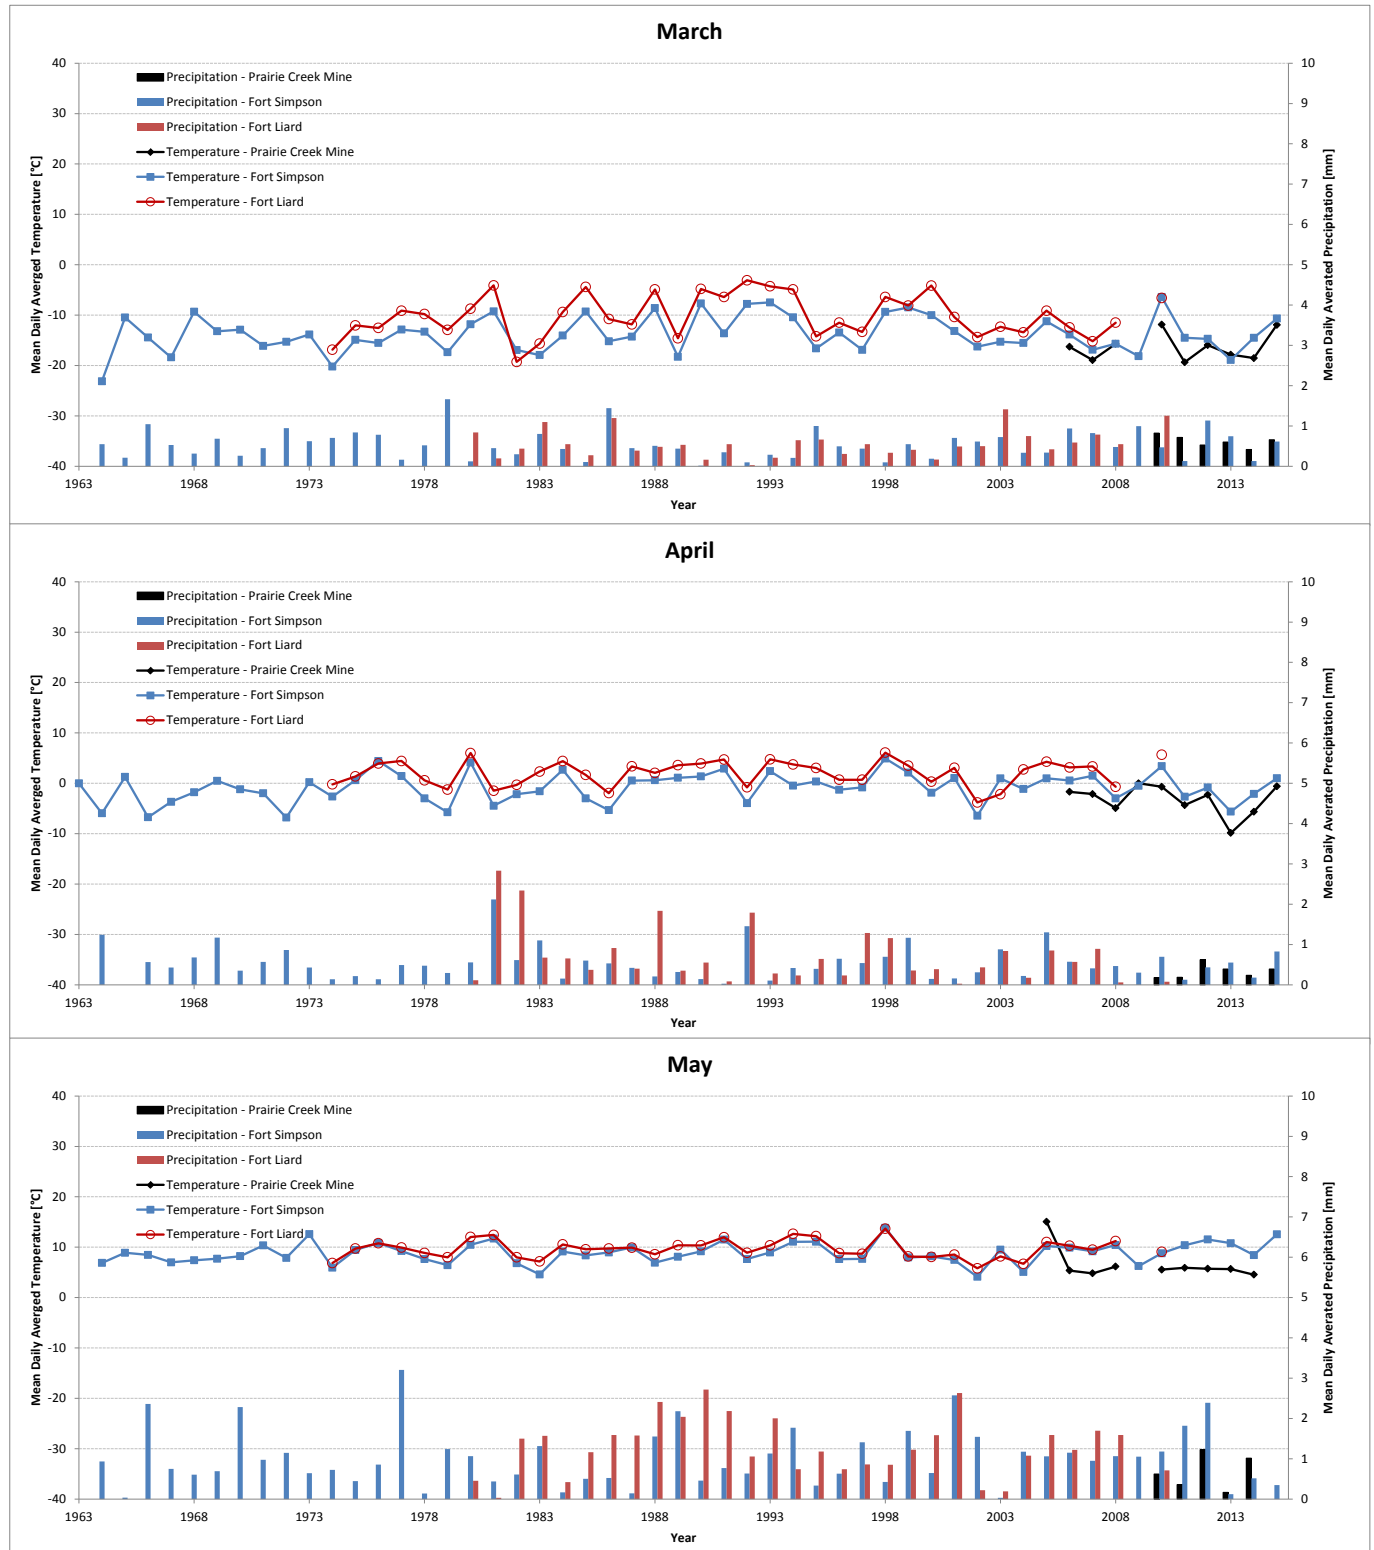 March
40
30
20
10
0
-10
-20
-30
-40
10
9
8
7
6
5
4
3
2
1
0
Mean Daily Averged Temperature [°C]
Mean Daily Averated Precipitation [mm]
Precipitation - Prairie Creek Mine
Precipitation - Fort Simpson
Precipitation - Fort Liard
Temperature - Prairie Creek Mine
Temperature - Fort Simpson
Temperature - Fort Liard
1963 1968 1973 1978 1983 1988 1993 1998 2003 2008 2013
Year
April
40
30
20
10
0
-10
-20
-30
-40
10
9
8
7
6
5
4
3
2
1
0
Mean Daily Averged Temperature [°C]
Mean Daily Averated Precipitation [mm]
Precipitation - Prairie Creek Mine
Precipitation - Fort Simpson
Precipitation - Fort Liard
Temperature - Prairie Creek Mine
Temperature - Fort Simpson
Temperature - Fort Liard
1963 1968 1973 1978 1983 1988 1993 1998 2003 2008 2013
Year
May
40
30
20
10
0
-10
-20
-30
-40
10
9
8
7
6
5
4
3
2
1
0
Mean Daily Averged Temperature [°C]
Mean Daily Averated Precipitation [mm]
Precipitation - Prairie Creek Mine
Precipitation - Fort Simpson
Precipitation - Fort Liard
Temperature - Prairie Creek Mine
Temperature - Fort Simpson
Temperature - Fort Liard
1963 1968 1973 1978 1983 1988 1993 1998 2003 2008 2013
Year